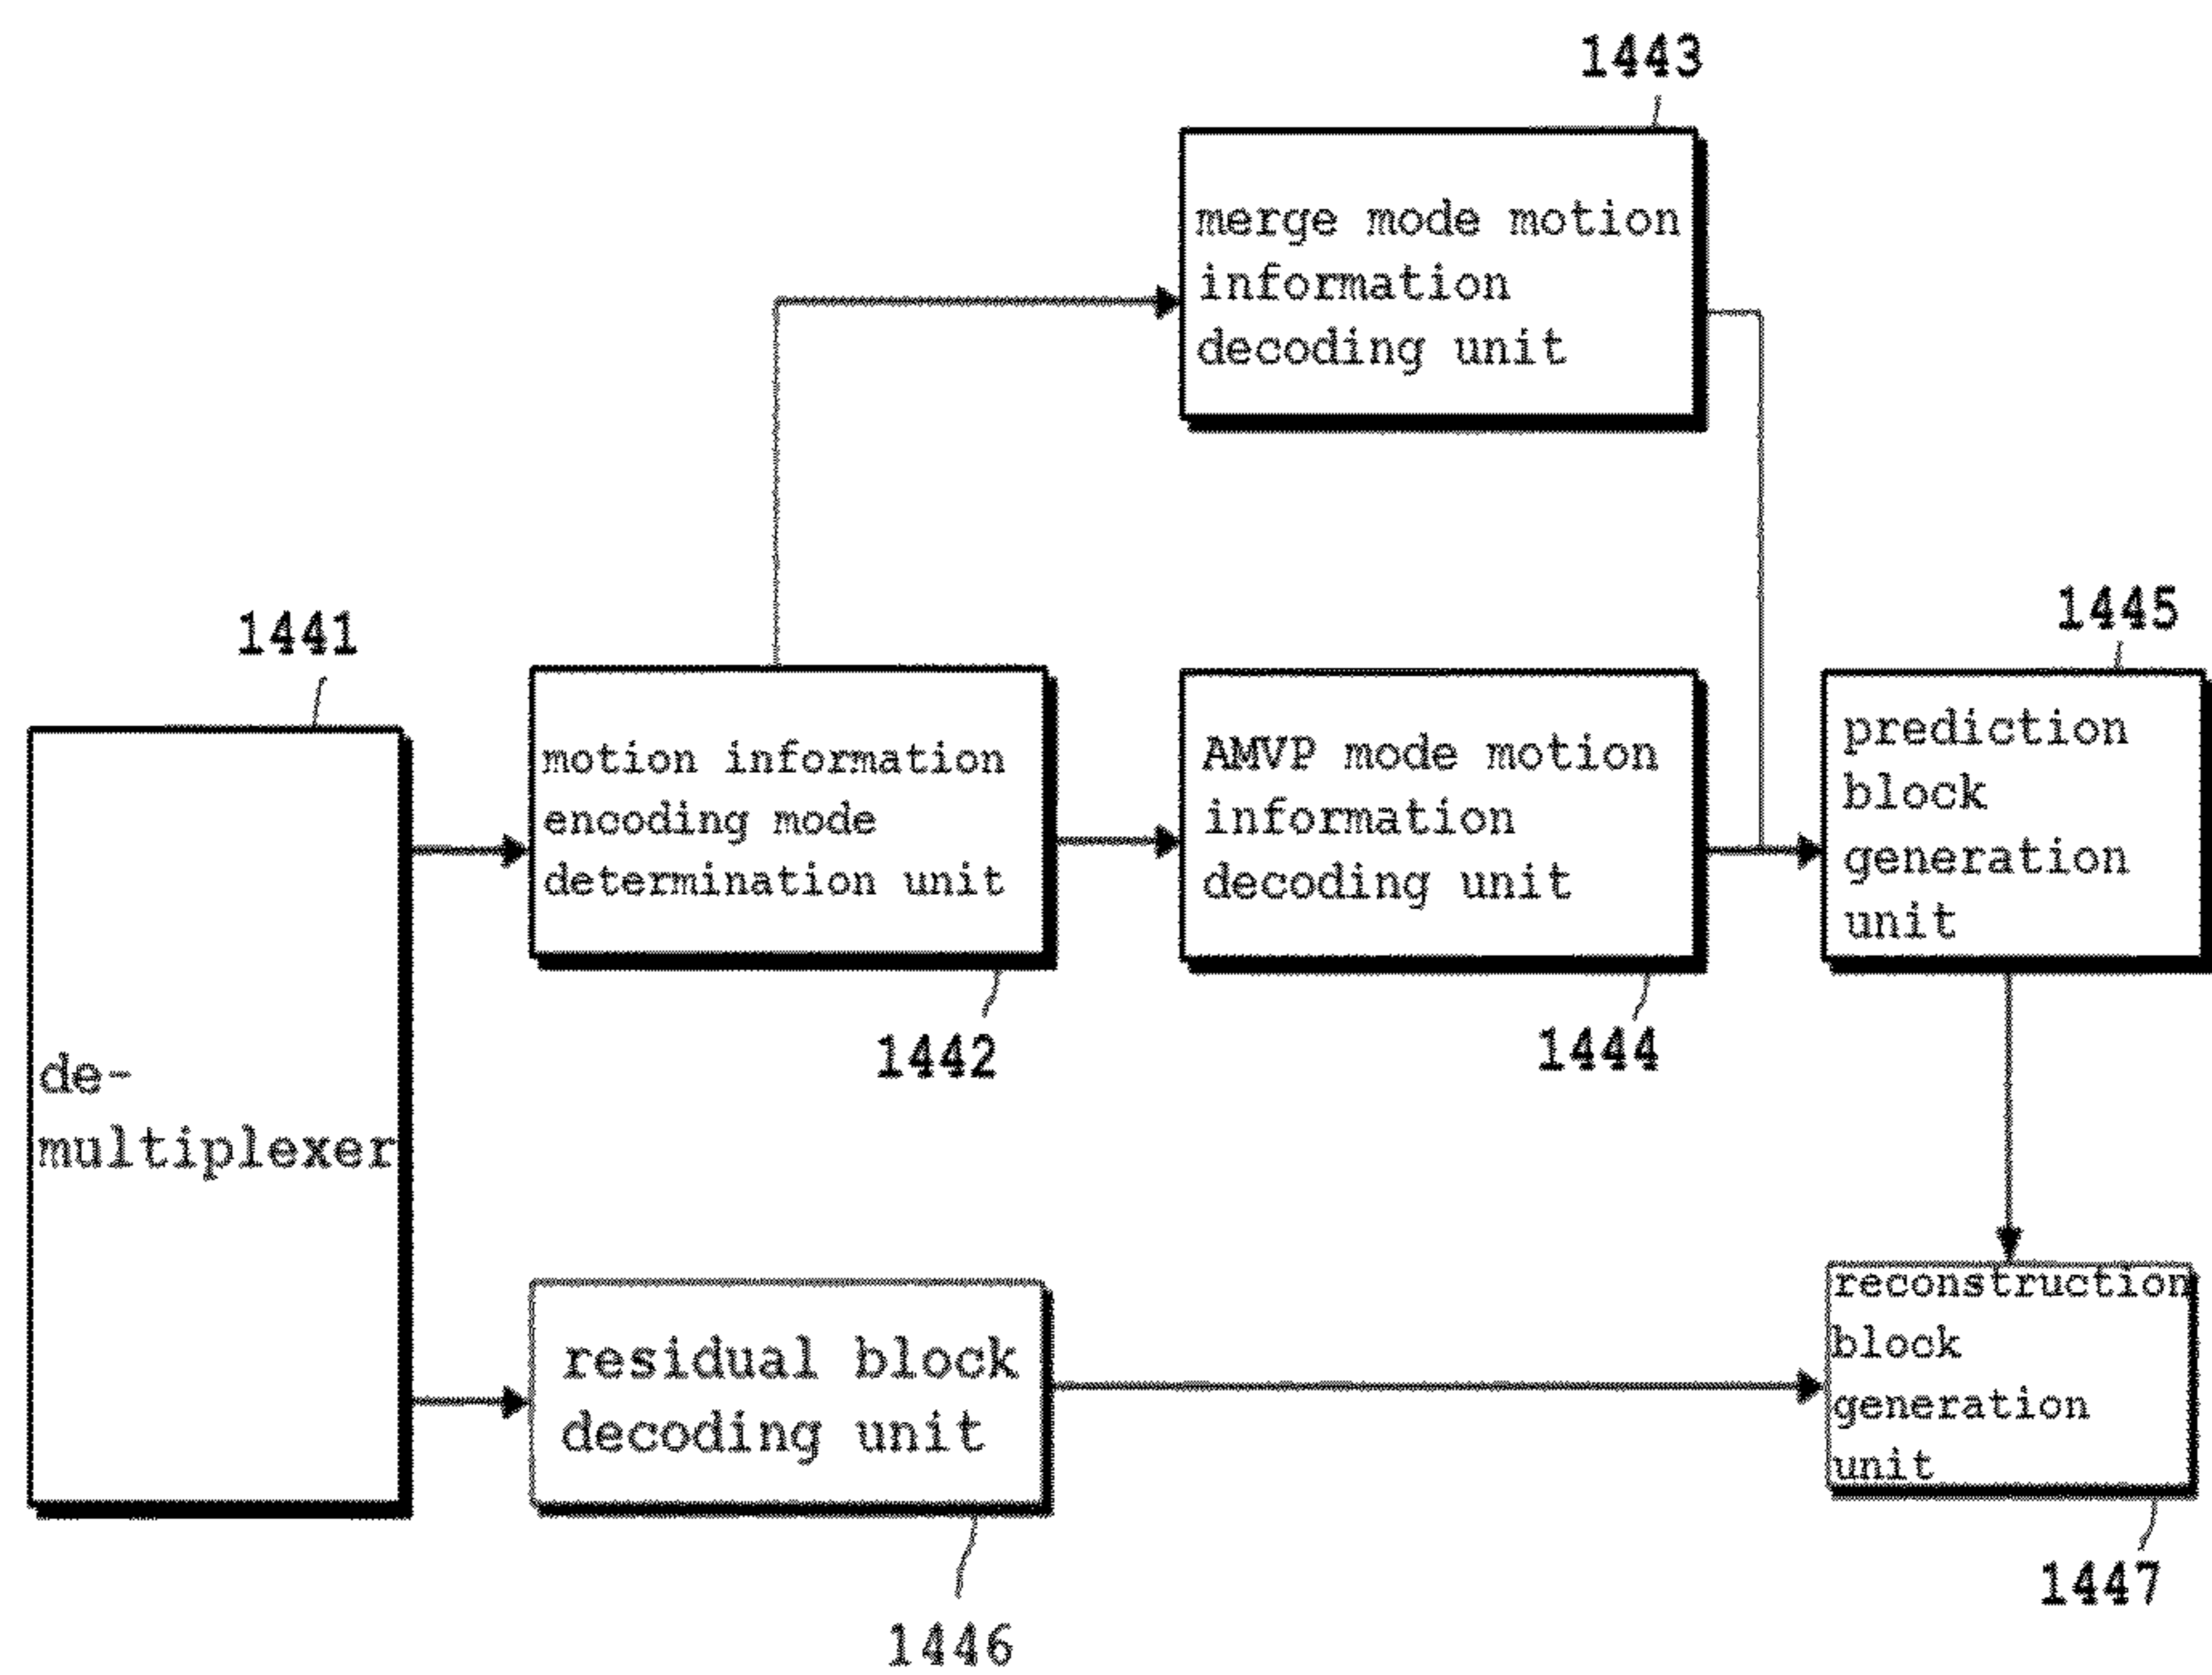 1443
merge mode motion
information
decoding unit
1441
de-
multiplexer
motion information
encoding mode
determination unit
1442
AMVP mode motion
information
decoding unit
1444
1445
prediction
block
generation
unit
residual block
decoding unit
1446
reconstruction
block
generation
unit
1447